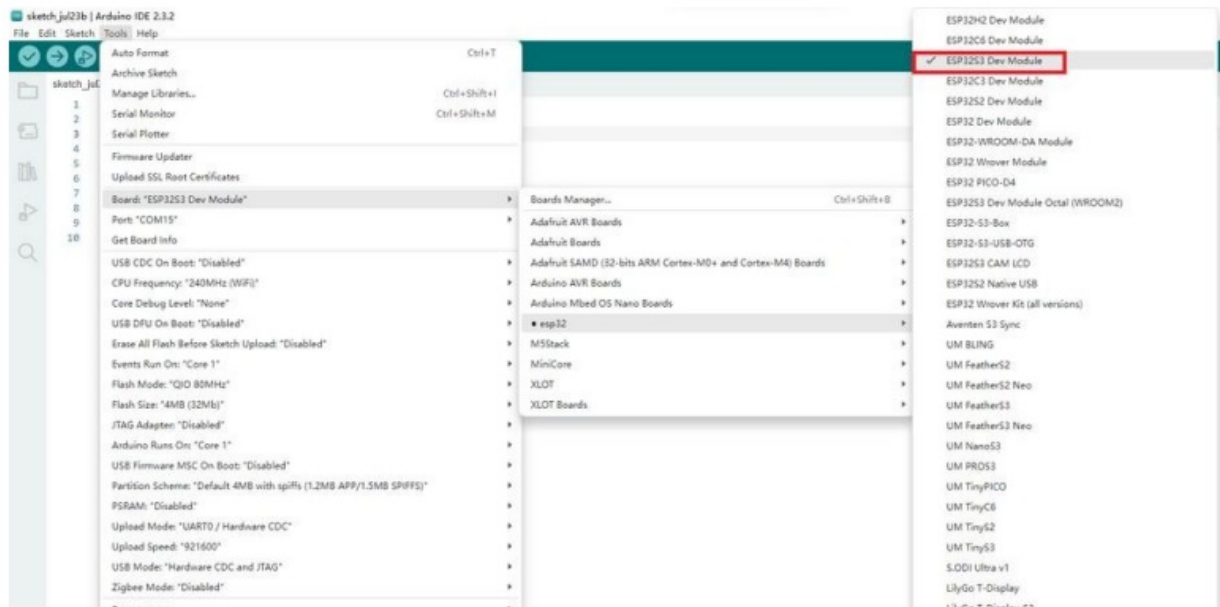 sketch_jul23b | Arduino IDE 2.3.2
File Edit Sketch Tools Help
sketch_jul
1
2
3
4
5
6
7
8
9
10
Auto Format Ctrl+T
Archive Sketch
Manage Libraries... Ctrl+Shift+I
Serial Monitor Ctrl+Shift+M
Serial Plotter
Firmware Updater
Upload SSL Root Certificates
Board: "ESP32S3 Dev Module"
Port: "COM15"
Get Board Info
USB CDC On Boot: "Disabled"
CPU Frequency: "240MHz (WiFi)"
Core Debug Level: "None"
USB DFU On Boot: "Disabled"
Erase All Flash Before Sketch Upload: "Disabled"
Events Run On: "Core 1"
Flash Mode: "QIO 80MHz"
Flash Size: "4MB (32Mb)"
JTAG Adapter: "Disabled"
Arduino Runs On: "Core 1"
USB Firmware MSC On Boot: "Disabled"
Partition Scheme: "Default 4MB with spiffs (1.2MB APP/1.5MB SPIFFS)"
PSRAM: "Disabled"
Upload Mode: "UART0 / Hardware CDC"
Upload Speed: "921600"
USB Mode: "Hardware CDC and JTAG"
Zigbee Mode: "Disabled"
Boards Manager... Ctrl+Shift+B
Adafruit AVR Boards
Adafruit Boards
Adafruit SAMD (32-bits ARM Cortex-M0+ and Cortex-M4) Boards
Arduino AVR Boards
Arduino Mbed OS Nano Boards
• esp32
M5Stack
MiniCore
XLOT
XLOT Boards
ESP32H2 Dev Module
ESP32C6 Dev Module
✓ ESP32S3 Dev Module
ESP32C3 Dev Module
ESP32S2 Dev Module
ESP32 Dev Module
ESP32-WROOM-DA Module
ESP32 Wrover Module
ESP32 PICO-D4
ESP32S3 Dev Module Octal (WROOM2)
ESP32-S3-Box
ESP32-S3-USB-OTG
ESP32S3 CAM LCD
ESP32S2 Native USB
ESP32 Wrover Kit (all versions)
Aventen S3 Sync
UM BLING
UM FeatherS2
UM FeatherS2 Neo
UM FeatherS3
UM FeatherS3 Neo
UM NanoS3
UM PROS3
UM TinyPICO
UM TinyC6
UM TinyS2
UM TinyS3
S.ODI Ultra v1
LilyGo T-Display